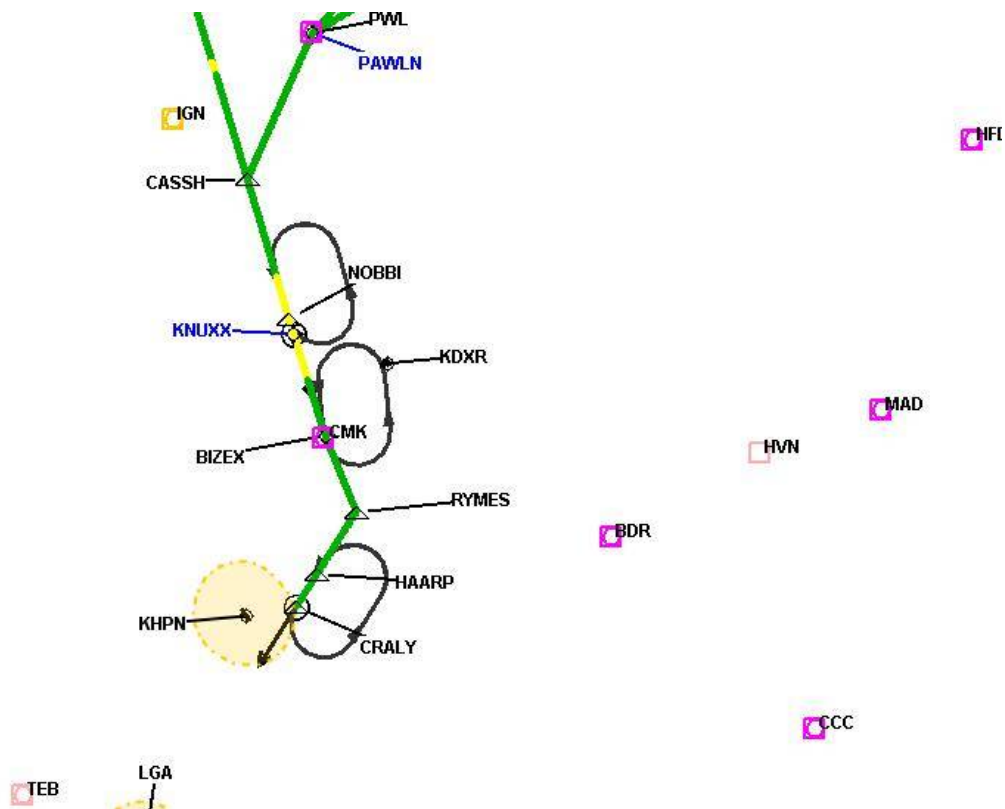 PWL
PAWLN
IGN
HFD
CASSH
NOBBI
KNUXX
KDXR
MAD
CMK
BIZEX
HVN
RYMES
BDR
HAARP
KHPN
CRALY
CCC
LGA
TEB